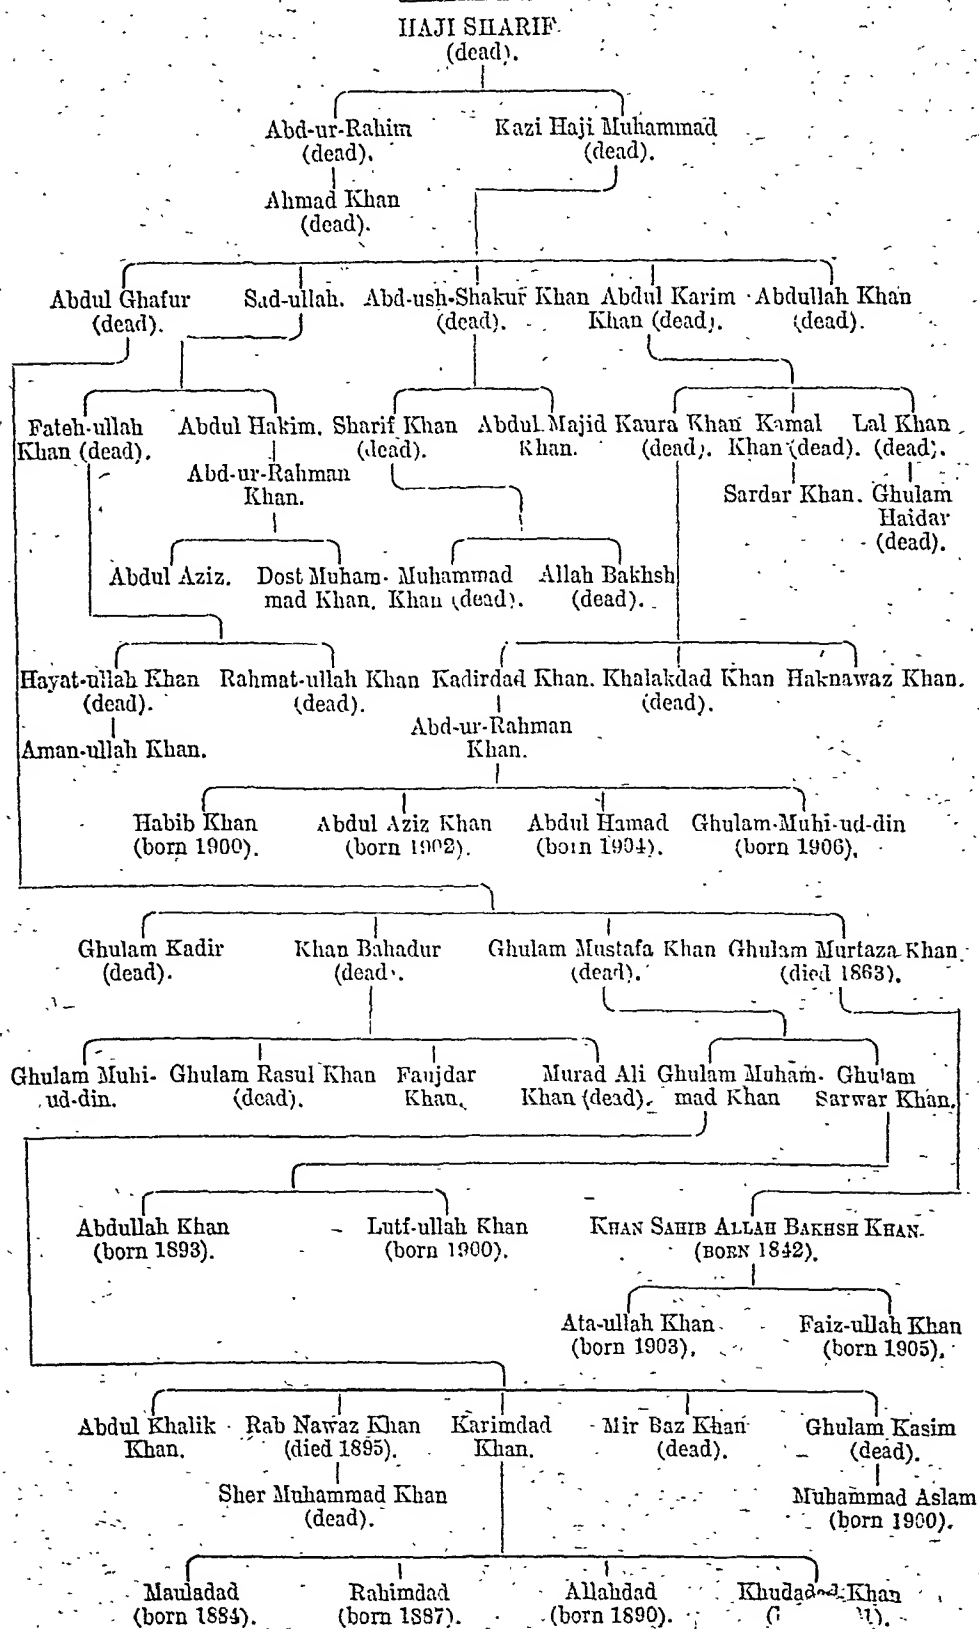 HAJI SHARIF.
(dead).
Abd-ur-Rahim Kazi Haji Muhammad
(dead). (dead).
Ahmad Khan
(dead).
Abdul Ghafur Sad-ullah. Abd-ush-Shakur Khan Abdul Karim Abdullah Khan
(dead). (dead). Khan (dead). (dead).
Fateh-ullah Abdul Hakim. Sharif Khan Abdul Majid Kaura Khan Kamal Lal Khan
Khan (dead). (dead). Khan. (dead). Khan (dead). (dead).
Abd-ur-Rahman Sardar Khan. Ghulam
Khan. Haidar
(dead).
Abdul Aziz. Dost Muham- Muhammad Allah Bakhsh
mad Khan. Khan (dead). (dead).
Hayat-ullah Khan Rahmat-ullah Khan Kadirdad Khan. Khalakdad Khan Haknawaz Khan.
(dead). (dead). (dead).
Aman-ullah Khan. Abd-ur-Rahman
Khan.
Habib Khan Abdul Aziz Khan Abdul Hamad Ghulam-Muhi-ud-din
(born 1900). (born 1902). (born 1904). (born 1906).
Ghulam Kadir Khan Bahadur Ghulam Mustafa Khan Ghulam Murtaza Khan.
(dead). (dead). (dead). (died 1863).
Ghulam Muhi- Ghulam Rasul Khan Faujdar Murad Ali Ghulam Muham- Ghulam
ud-din. (dead). Khan. Khan (dead). mad Khan Sarwar Khan.
Abdullah Khan Lutf-ullah Khan KHAN SAHIB ALLAH BAKHSH KHAN.
(born 1893). (born 1900). (BORN 1842).
Ata-ullah Khan Faiz-ullah Khan
(born 1903). (born 1905).
Abdul Khalik Rab Nawaz Khan Karimdad Mir Baz Khan Ghulam Kasim
Khan. (died 1895). Khan. (dead). (dead).
Sher Muhammad Khan Muhammad Aslam
(dead). (born 1900).
Mauladad Rahimdad Allahdad Khudadad Khan
(born 1884). (born 1887). (born 1890).